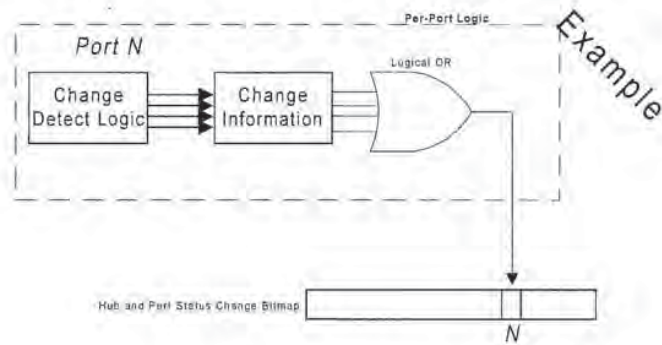 Per-Port Logic
Example
Port N
Logical OR
Change
Detect Logic
Change
Information
Hub and Port Status Change Bitmap
N